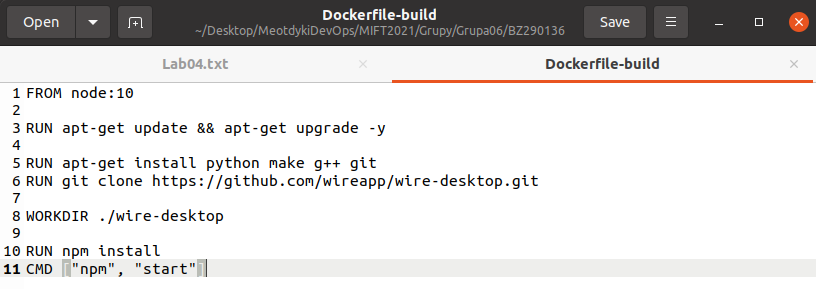 Open
Dockerfile-build
~/Desktop/MeotdykiDevOps/MIFT2021/Grupy/Grupa06/BZ290136
Save
Lab04.txt
Dockerfile-build
1 FROM node:10
2
3 RUN apt-get update && apt-get upgrade -y
4
5 RUN apt-get install python make g++ git
6 RUN git clone https://github.com/wireapp/wire-desktop.git
7
8 WORKDIR ./wire-desktop
9
10 RUN npm install
11 CMD ["npm", "start"]